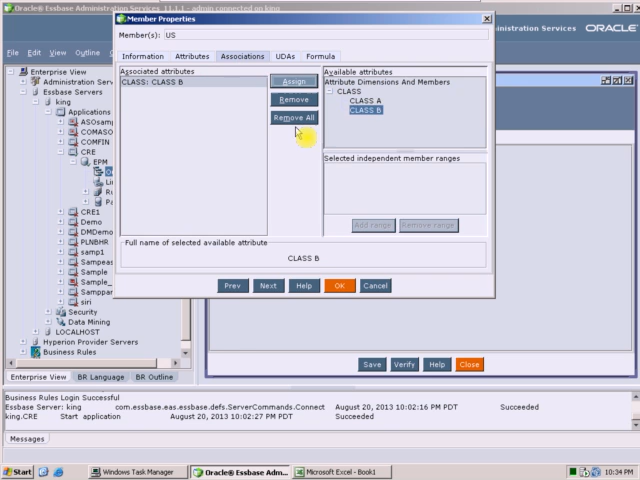 Oracle® Essbase Administration Services 11.1.1 - admin connected on king
Member Properties
Member(s): US
Administration Services ORACLE
File Edit View Outline
Information Attributes Associations UDAs Formula
Associated attributes
CLASS: CLASS B
Assign
Remove
Remove All
Available attributes
Attribute Dimensions And Members
CLASS
CLASS A
CLASS B
Selected independent member ranges
Add range Remove range
Full name of selected available attribute
CLASS B
Prev Next Help OK Cancel
Enterprise View
Administration Serv
Essbase Servers
king
Applications
ASOsamp
COMASO
COMFIN
CRE
EPM
O
Li
Ru
Pa
CRE1
Demo
DMDemo
PLNBHR
samp1
Sampeas
Sample
Sample_
Samppar
siri
Security
Data Mining
LOCALHOST
Hyperion Provider Servers
Business Rules
Save Verify Help Close
Enterprise View BR Language BR Outline
Business Rules Login Successful
Essbase Server: king com.essbase.eas.essbase.defs.ServerCommands.Connect August 20, 2013 10:02:16 PM PDT Succeeded
king.CRE Start application August 20, 2013 10:02:27 PM PDT Succeeded
Messages
Start Windows Task Manager Oracle® Essbase Adm... Microsoft Excel - Book1 10:34 PM